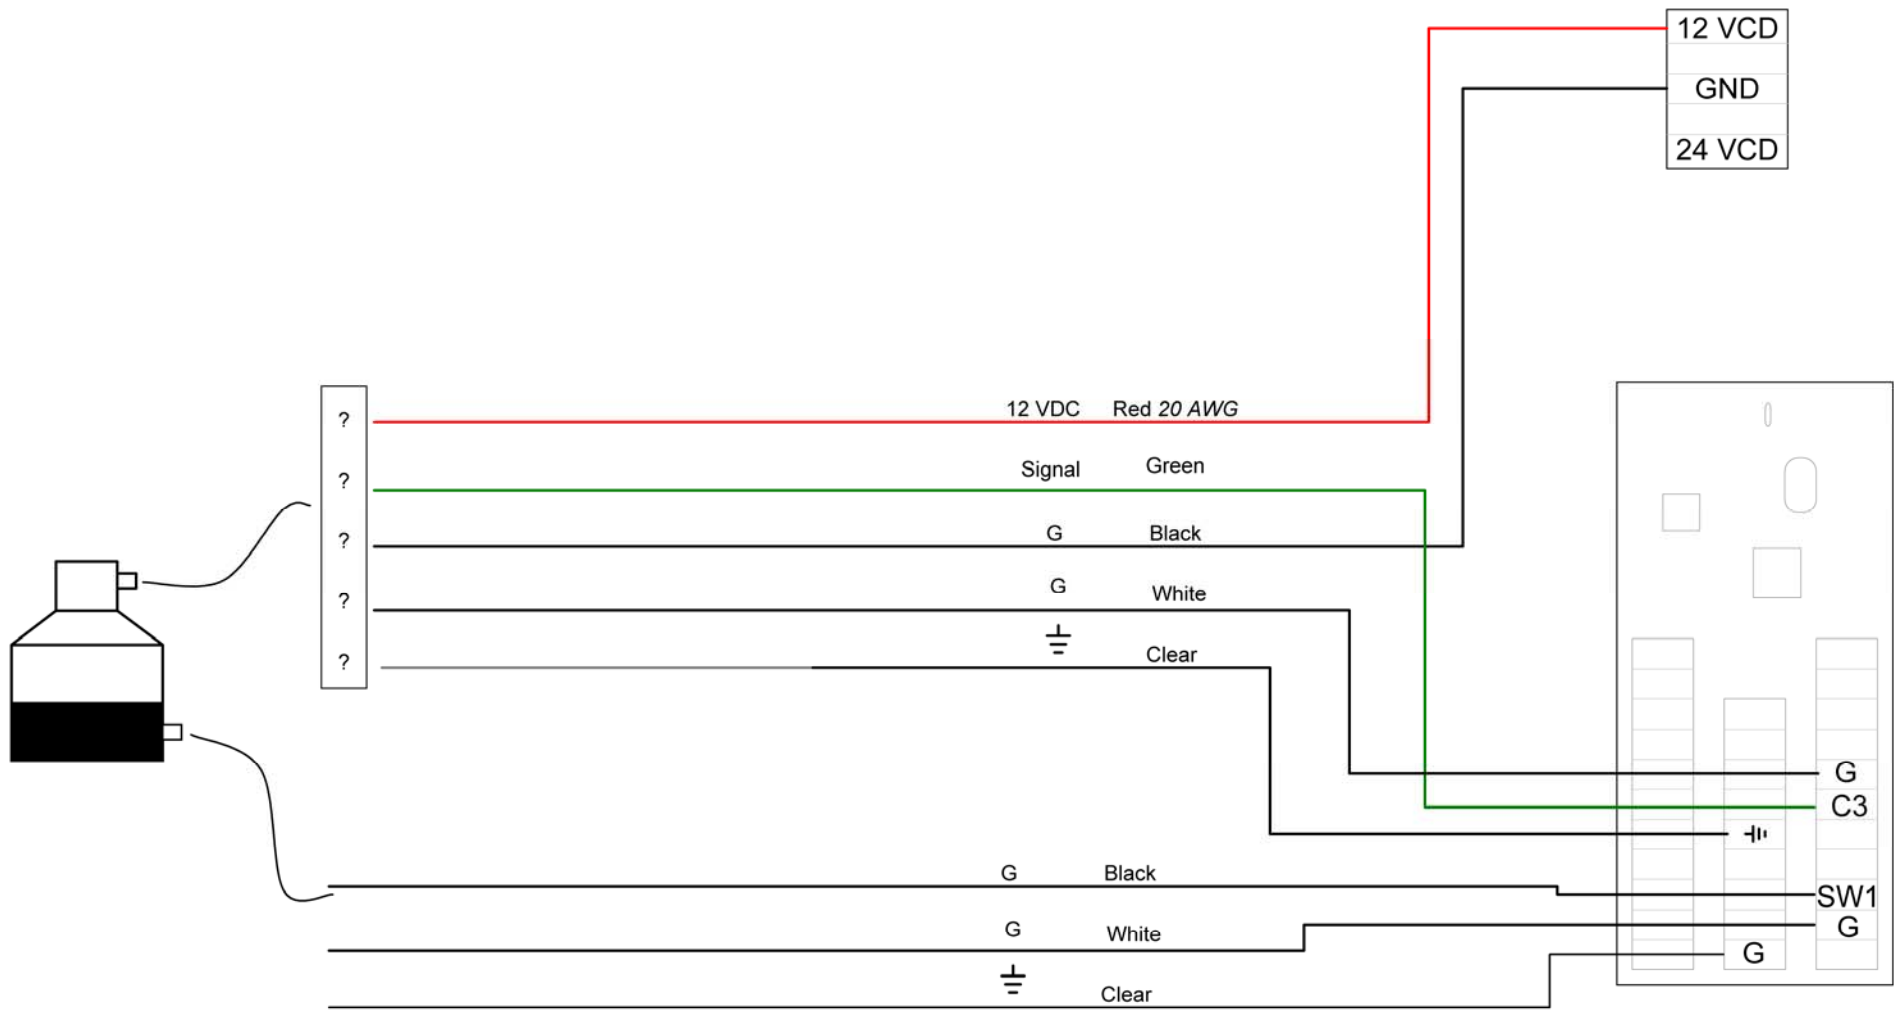 12 VCD
GND
24 VCD
? 12 VDC Red 20 AWG
? Signal Green
? G Black
? G White
? Clear
G
C3
G Black
SW1
G White
G
G
Clear